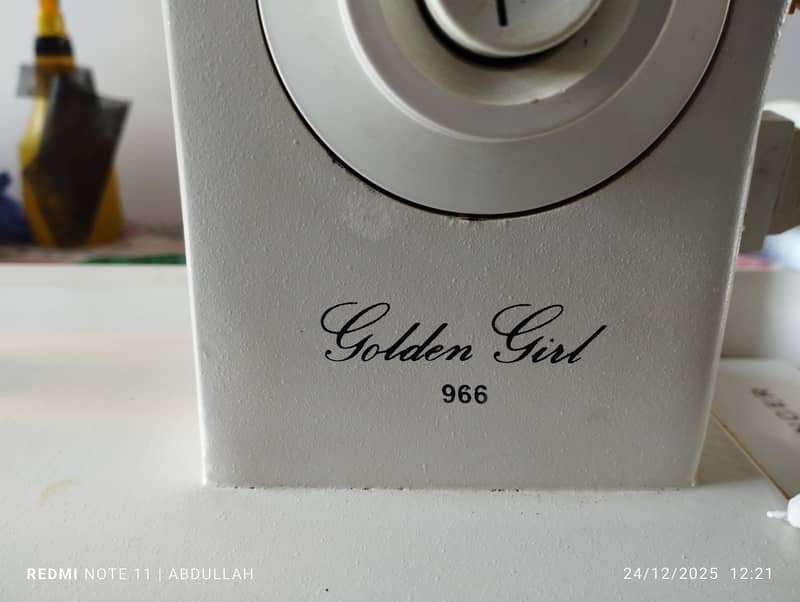 Golden Girl
966
REDMI NOTE 11 | ABDULLAH
24/12/2025 12:21